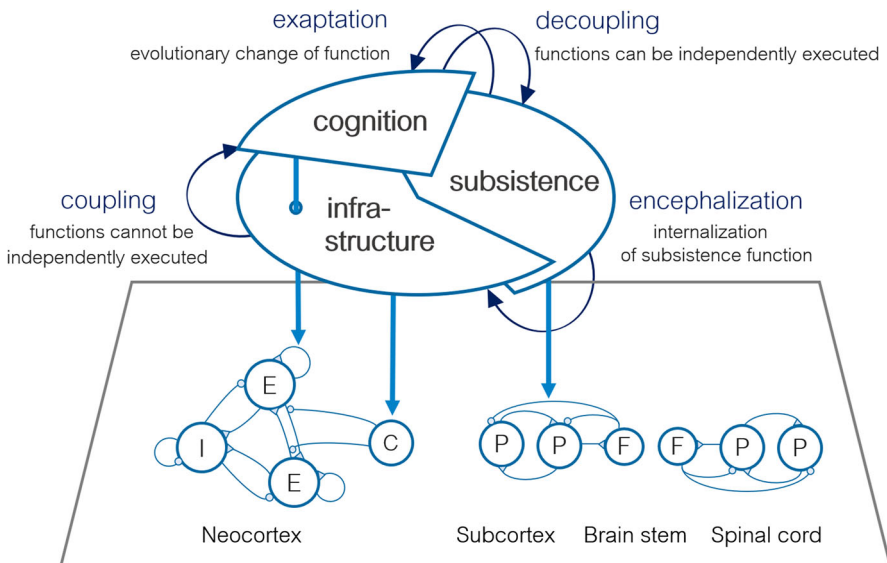 exaptation
evolutionary change of function
decoupling
functions can be independently executed
cognition
subsistence
infra-
structure
coupling
functions cannot be
independently executed
encephalization
internalization
of subsistence function
E
I
E
C
P
P
F
F
P
P
Neocortex
Subcortex
Brain stem
Spinal cord